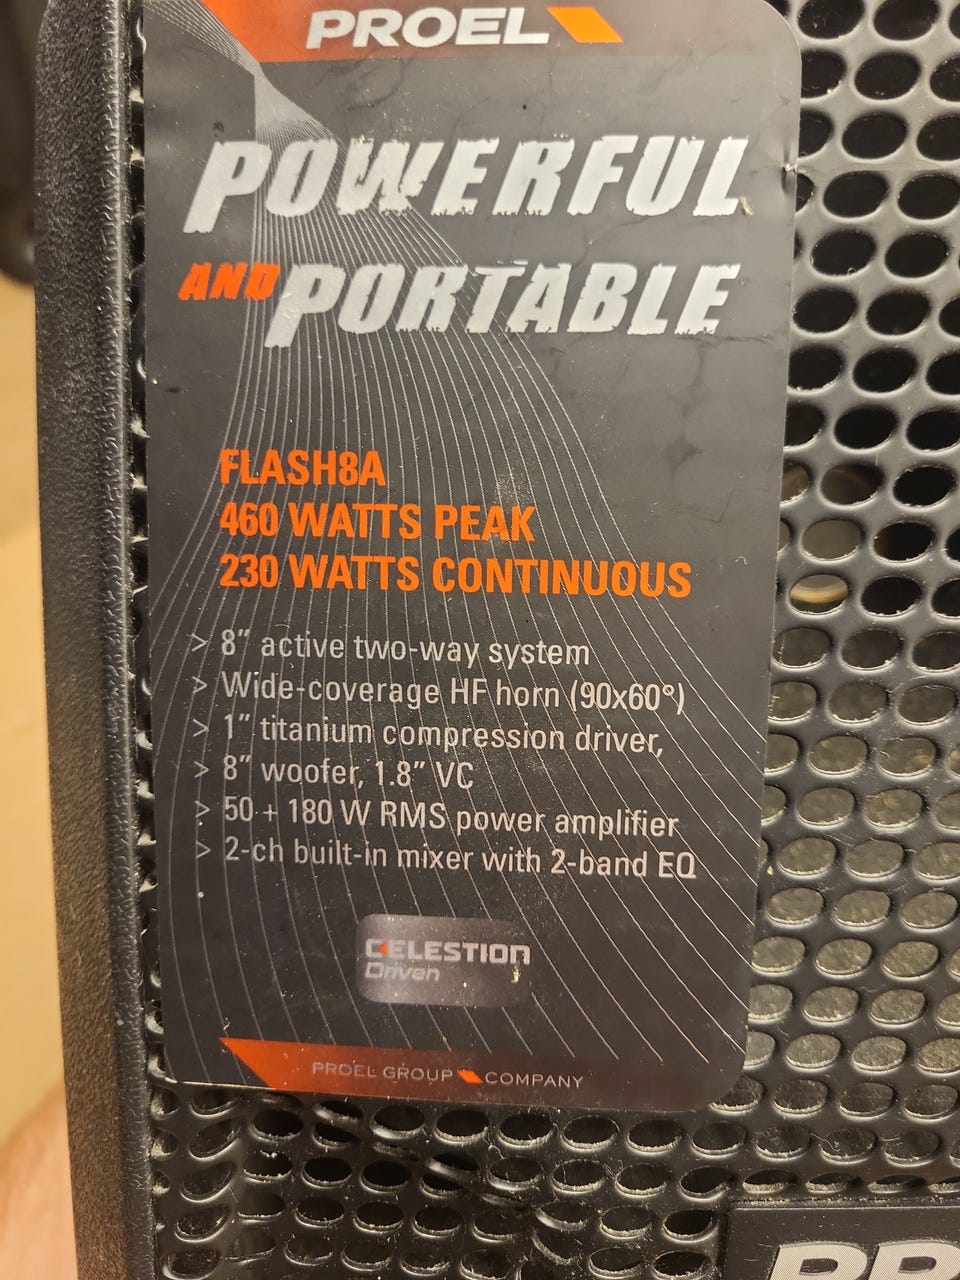 PROEL
POWERFUL
AND PORTABLE
FLASH8A
460 WATTS PEAK
230 WATTS CONTINUOUS
> 8" active two-way system
> Wide-coverage HF horn (90x60°)
> 1" titanium compression driver,
> 8" woofer, 1.8" VC
> 50 + 180 W RMS power amplifier
> 2-ch built-in mixer with 2-band EQ
CELESTION
Driven
PROEL GROUP COMPANY